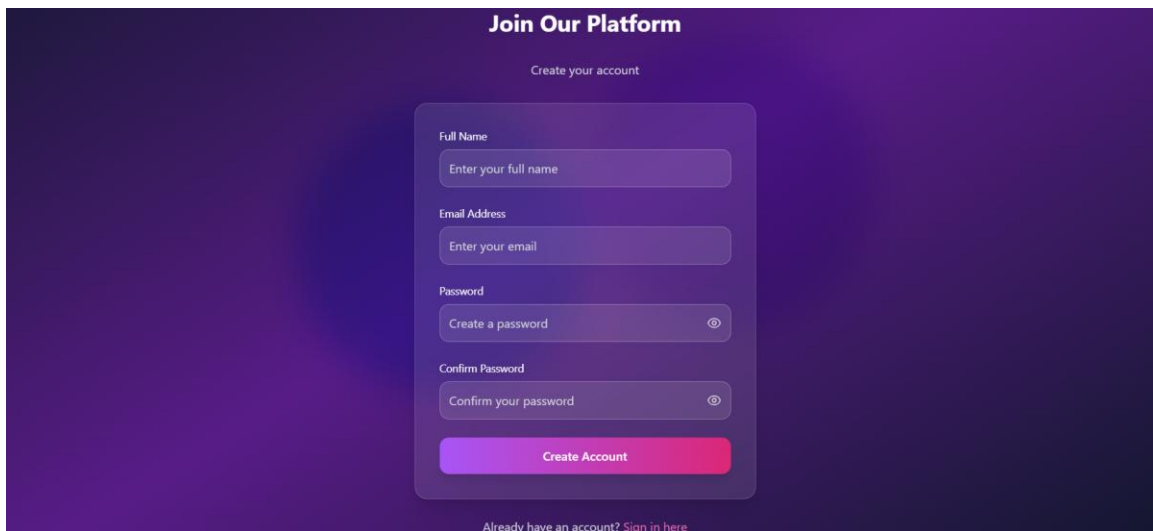 Join Our Platform
Create your account
Full Name
Enter your full name
Email Address
Enter your email
Password
Create a password
Confirm Password
Confirm your password
Create Account
Already have an account? Sign in here